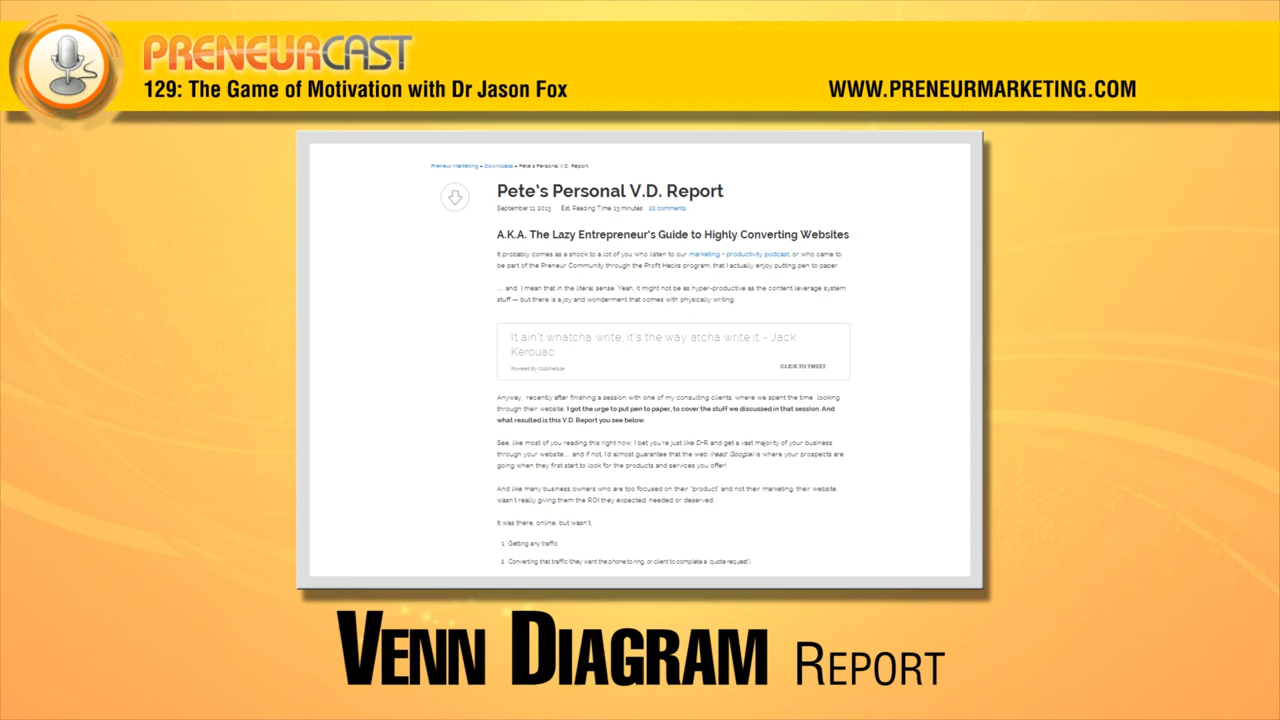 PRENEURCAST
129: The Game of Motivation with Dr Jason Fox
WWW.PRENEURMARKETING.COM
Preneur Marketing » Downloads » Pete's Personal V.D. Report
Pete's Personal V.D. Report
September 11, 2013 Est. Reading Time: 13 minutes 22 comments
A.K.A. The Lazy Entrepreneur's Guide to Highly Converting Websites
It probably comes as a shock to a lot of you who listen to our marketing + productivity podcast, or who came to
be part of the Preneur Community through the Profit Hacks program, that I actually enjoy putting pen to paper.
.... and I mean that in the literal sense. Yeah, it might not be as hyper-productive as the content leverage system
stuff — but there is a joy and wonderment that comes with physically writing.
It ain't whatcha write, it's the way atcha write it - Jack
Kerouac
Powered By CoSchedule
CLICK TO TWEET
Anyway, recently after finishing a session with one of my consulting clients, where we spent the time looking
through their website, I got the urge to put pen to paper, to cover the stuff we discussed in that session. And
what resulted is this V.D. Report you see below.
See, like most of you reading this right now, I bet you're just like D+R and get a vast majority of your business
through your website.... and if not, I'd almost guarantee that the web (read: Google) is where your prospects are
going when they first start to look for the products and services you offer!
And like many business owners who are too focused on their "product" and not their marketing, their website
wasn't really giving them the ROI they expected, needed or deserved.
It was there, online, but wasn't:
1. Getting any traffic
2. Converting that traffic (they want the phone to ring, or client to complete a 'quote request')
VENN DIAGRAM REPORT